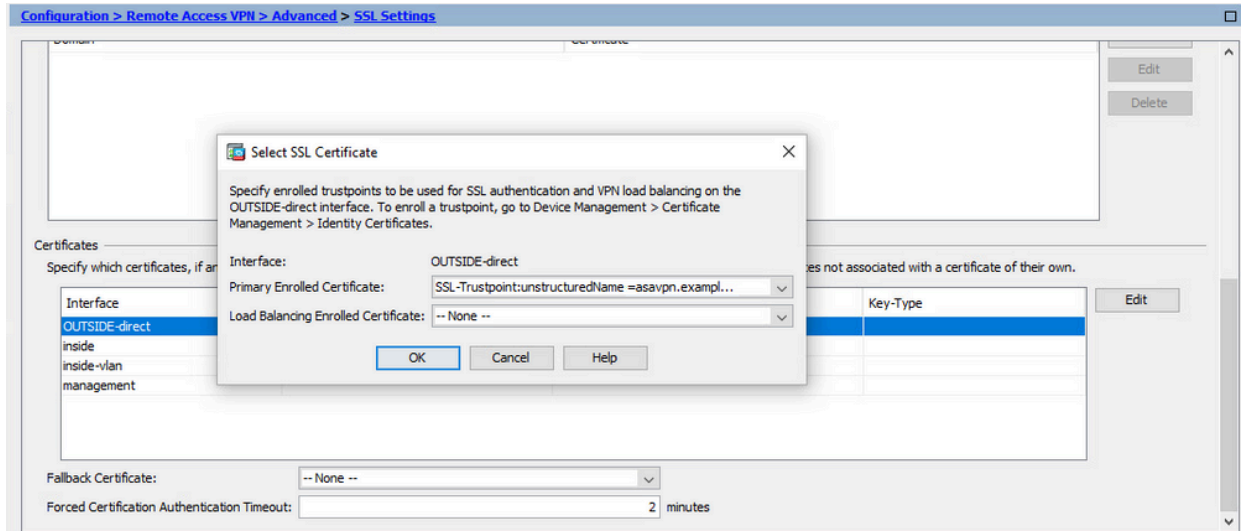 Configuration > Remote Access VPN > Advanced > SSL Settings
Edit
Delete
Select SSL Certificate
Specify enrolled trustpoints to be used for SSL authentication and VPN load balancing on the
OUTSIDE-direct interface. To enroll a trustpoint, go to Device Management > Certificate
Management > Identity Certificates.
Interface: OUTSIDE-direct
Primary Enrolled Certificate: SSL-Trustpoint:unstructuredName =asavpn.exampl...
Load Balancing Enrolled Certificate: -- None --
OK Cancel Help
Certificates
Specify which certificates, if an
es not associated with a certificate of their own.
Interface Key-Type Edit
OUTSIDE-direct
inside
inside-vlan
management
Fallback Certificate: -- None --
Forced Certification Authentication Timeout: 2 minutes